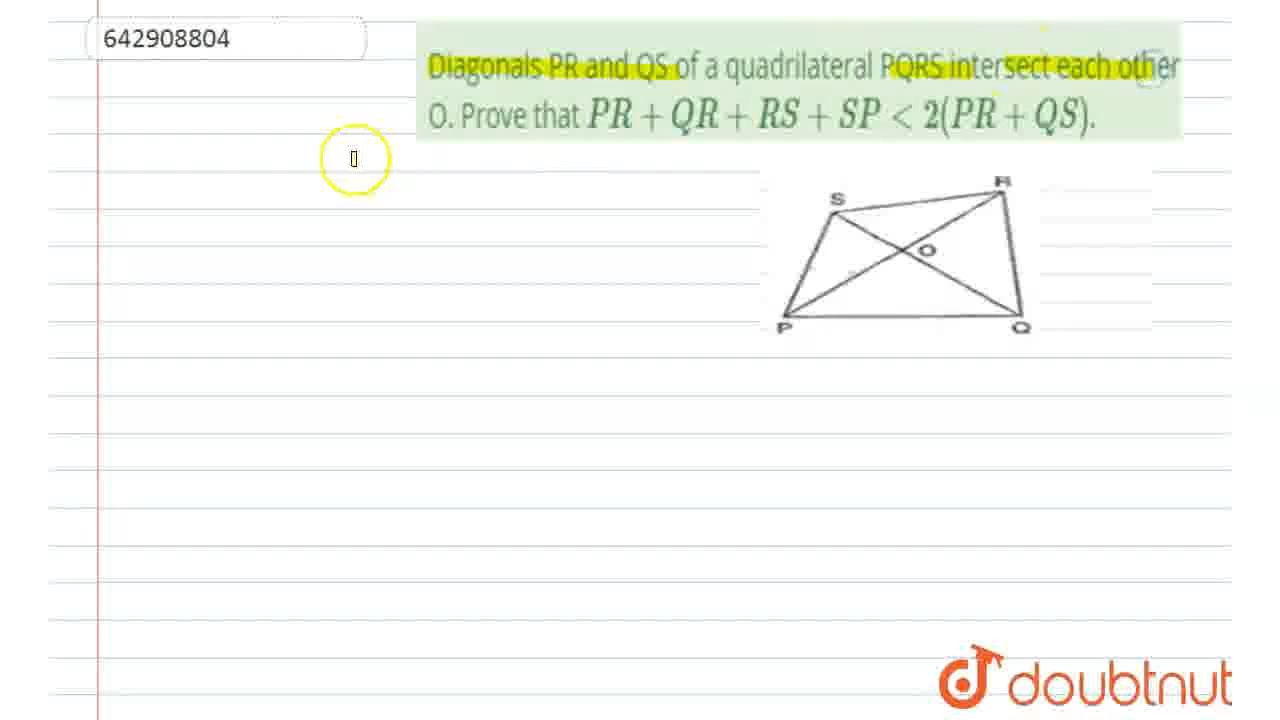 642908804
Diagonals PR and QS of a quadrilateral PQRS intersect each other
O. Prove that PR + QR + RS + SP < 2(PR + QS).
S
R
O
P
Q
doubtnut